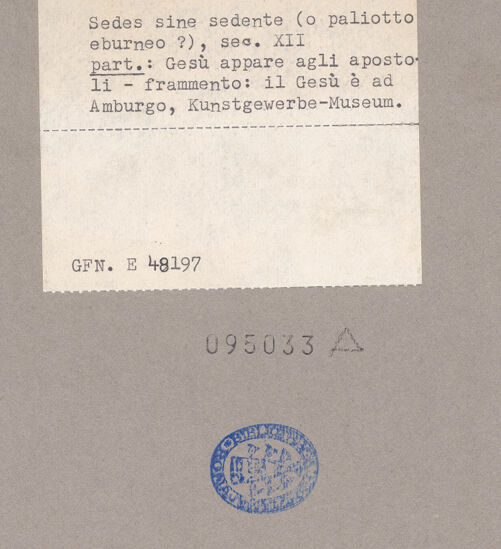 Sedes sine sedente (o paliotto
eburneo ?), sec. XII
part.: Gesù appare agli aposto-
li - frammento: il Gesù è ad
Amburgo, Kunstgewerbe-Museum.
GFN. E 48197
095033